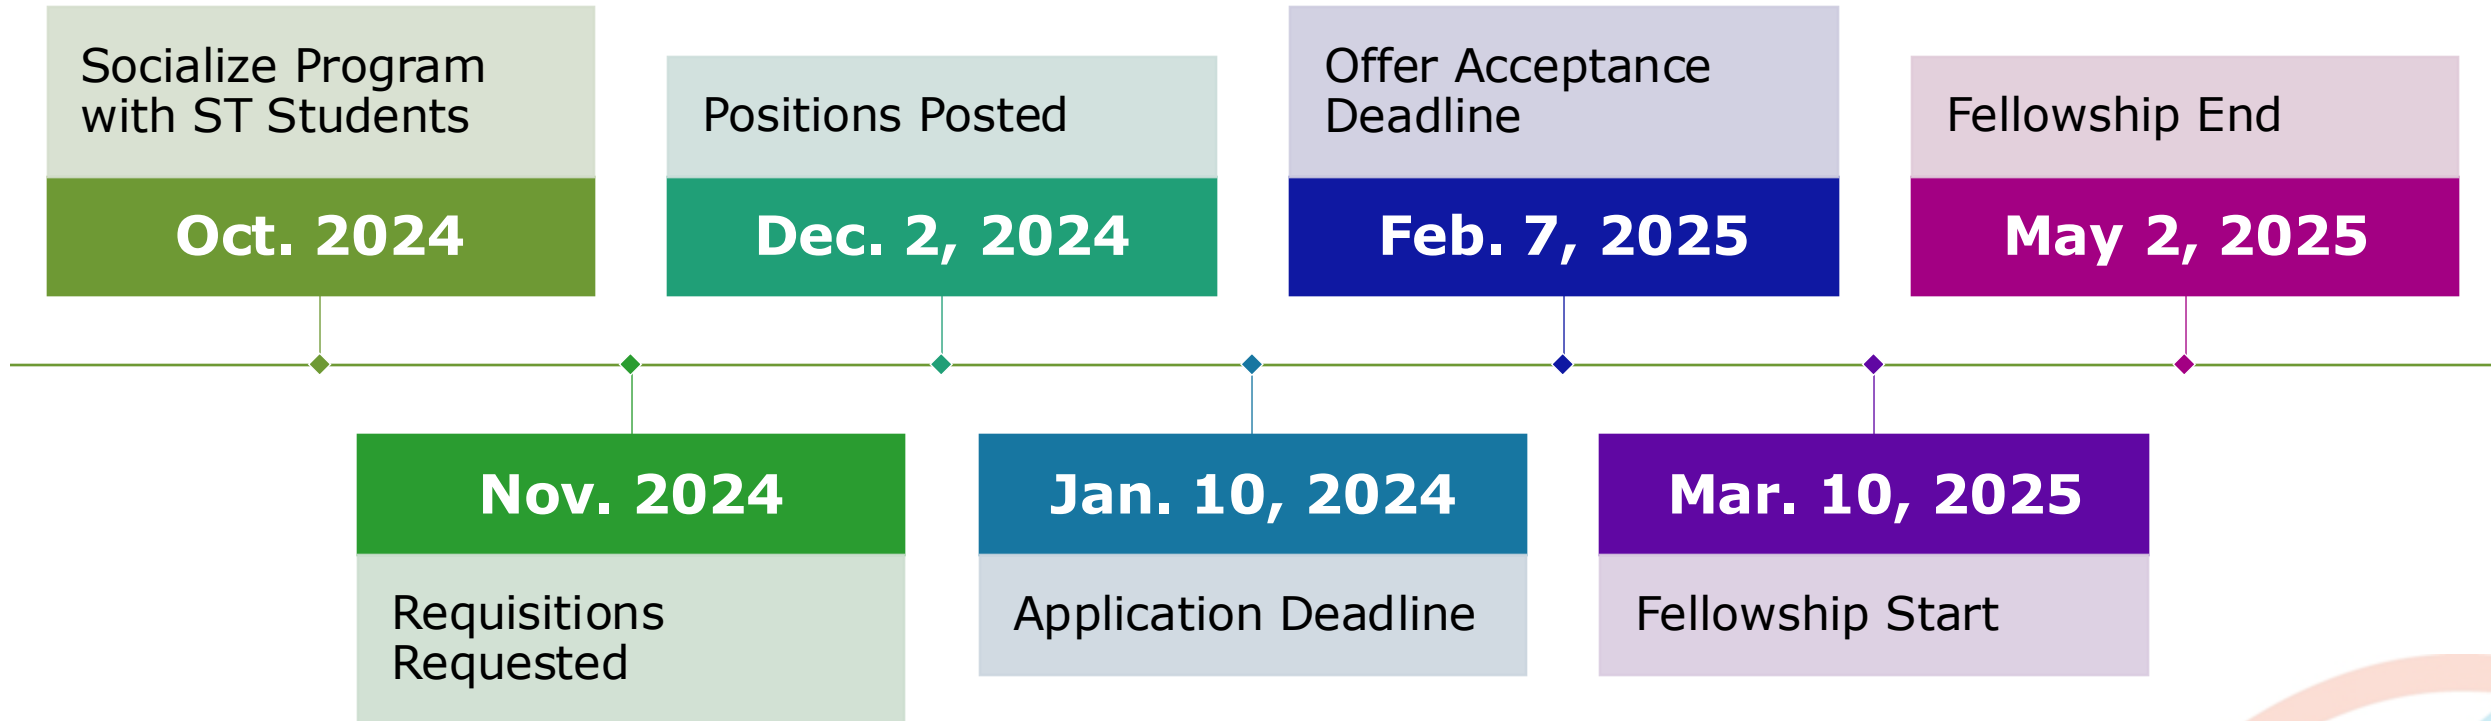 Socialize Program
with ST Students
Oct. 2024
Nov. 2024
Requisitions
Requested
Positions Posted
Dec. 2, 2024
Jan. 10, 2024
Application Deadline
Offer Acceptance
Deadline
Feb. 7, 2025
Mar. 10, 2025
Fellowship Start
Fellowship End
May 2, 2025